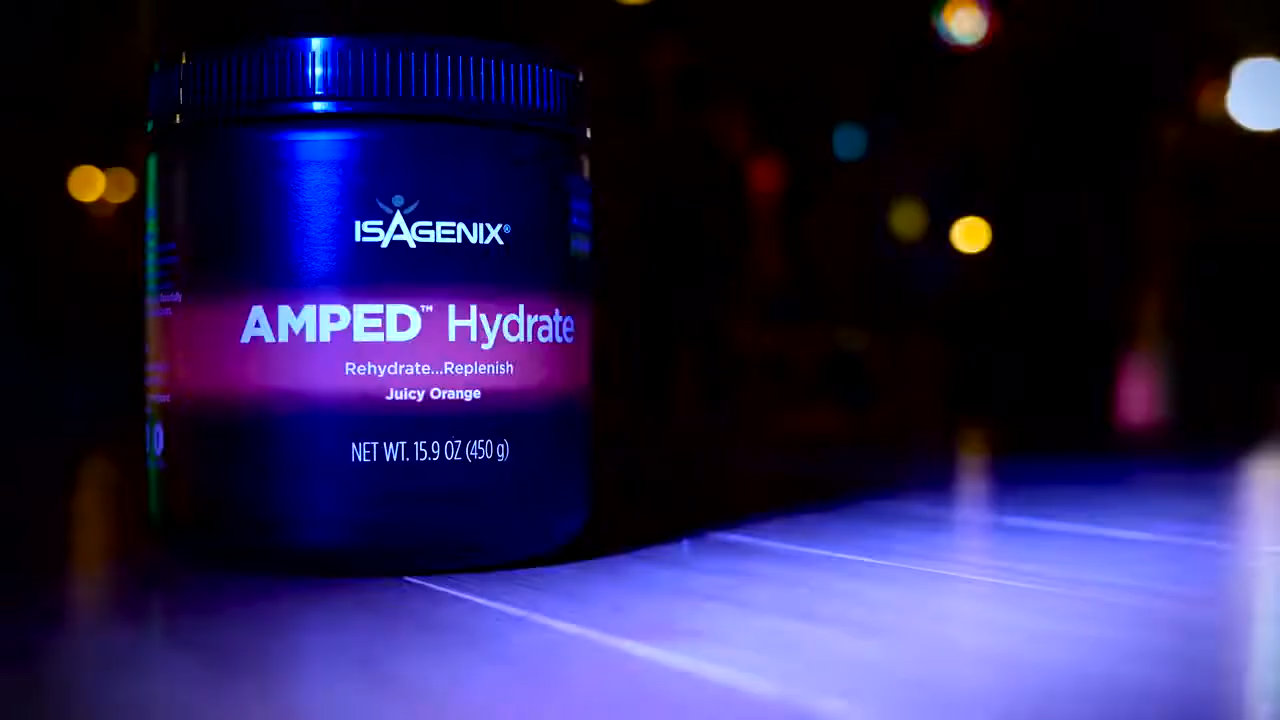 ISAGENIX®
AMPED™ Hydrate
Rehydrate...Replenish
Juicy Orange
NET WT. 15.9 OZ (450 g)